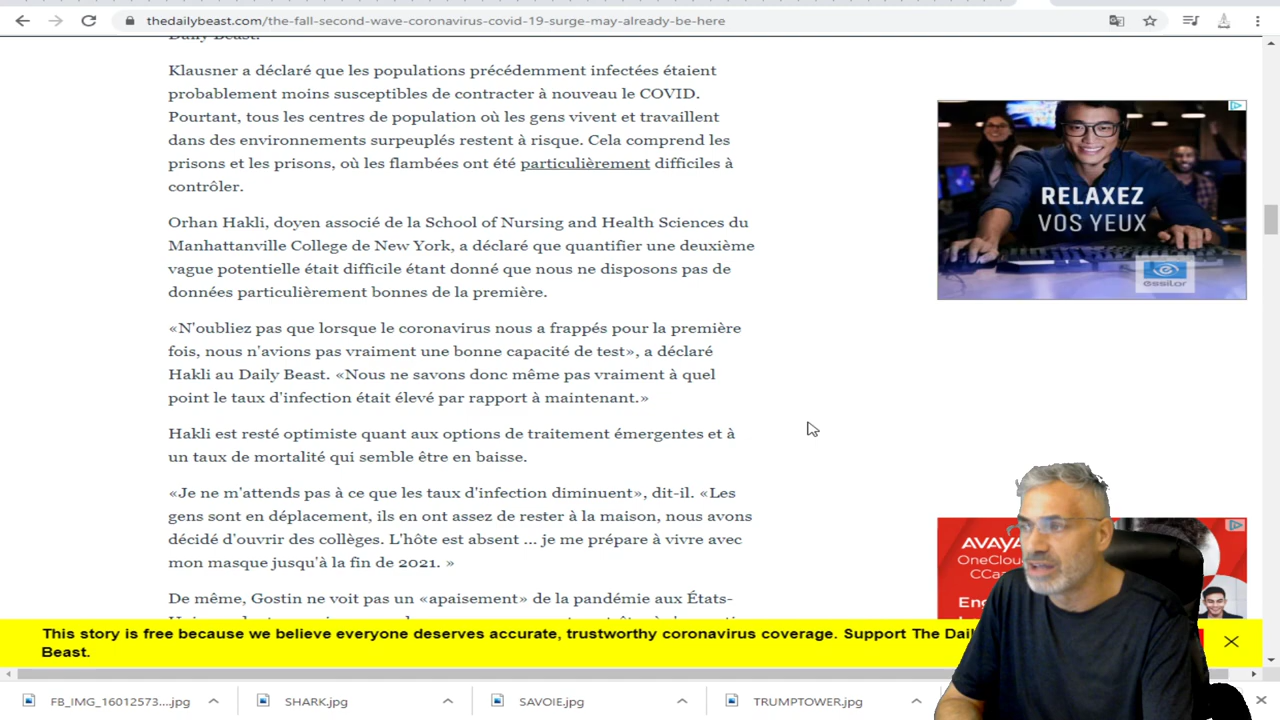 thedailybeast.com/the-fall-second-wave-coronavirus-covid-19-surge-may-already-be-here
Daily Beast.
Klausner a déclaré que les populations précédemment infectées étaient
probablement moins susceptibles de contracter à nouveau le COVID.
Pourtant, tous les centres de population où les gens vivent et travaillent
dans des environnements surpeuplés restent à risque. Cela comprend les
prisons et les prisons, où les flambées ont été particulièrement difficiles à
contrôler.
Orhan Hakli, doyen associé de la School of Nursing and Health Sciences du
Manhattanville College de New York, a déclaré que quantifier une deuxième
vague potentielle était difficile étant donné que nous ne disposons pas de
données particulièrement bonnes de la première.
«N'oubliez pas que lorsque le coronavirus nous a frappés pour la première
fois, nous n'avions pas vraiment une bonne capacité de test», a déclaré
Hakli au Daily Beast. «Nous ne savons donc même pas vraiment à quel
point le taux d'infection était élevé par rapport à maintenant.»
Hakli est resté optimiste quant aux options de traitement émergentes et à
un taux de mortalité qui semble être en baisse.
«Je ne m'attends pas à ce que les taux d'infection diminuent», dit-il. «Les
gens sont en déplacement, ils en ont assez de rester à la maison, nous avons
décidé d'ouvrir des collèges. L'hôte est absent ... je me prépare à vivre avec
mon masque jusqu'à la fin de 2021. »
De même, Gostin ne voit pas un «apaisement» de la pandémie aux États-
RELAXEZ
VOS YEUX
essilor
AVAYA
OneClou
CCa
En
This story is free because we believe everyone deserves accurate, trustworthy coronavirus coverage. Support The Dail
Beast.
FB_IMG_16012573....jpg
SHARK.jpg
SAVOIE.jpg
TRUMPTOWER.jpg